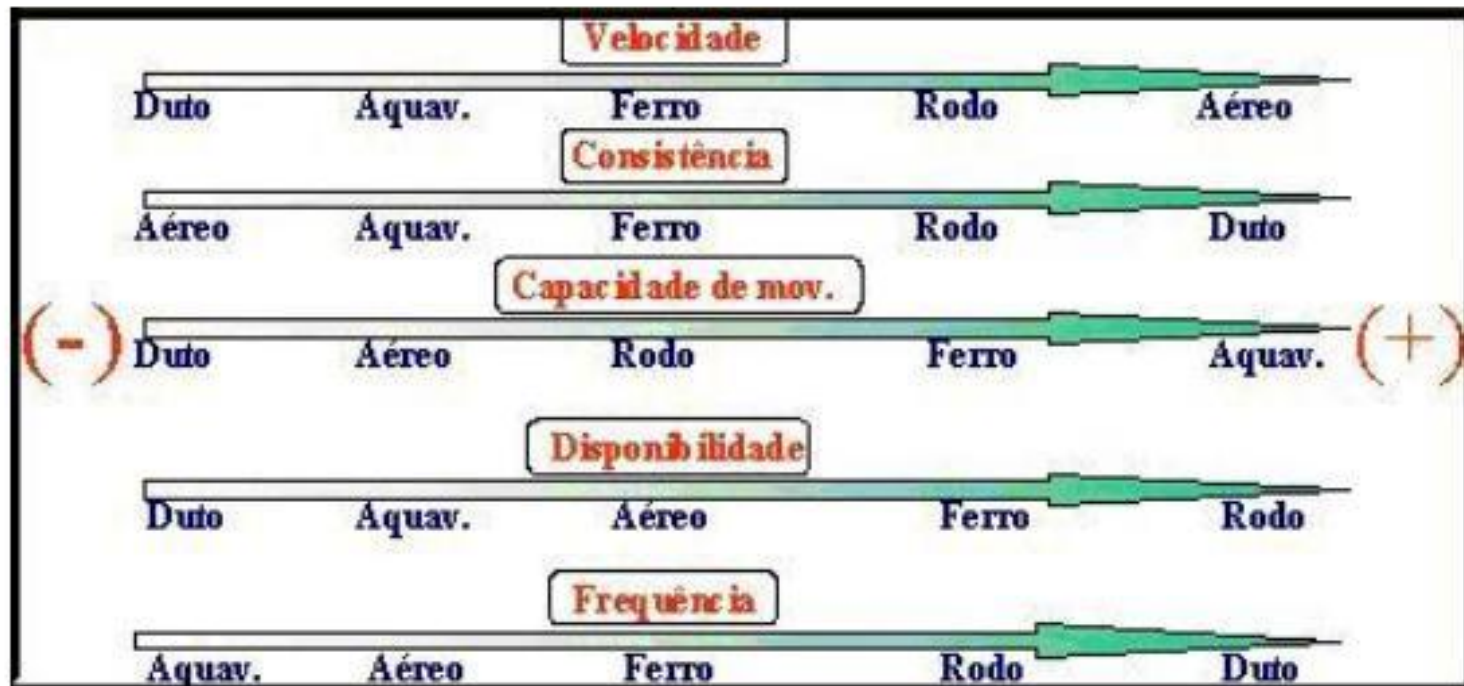 Velocidade
Duto Aquav. Ferro Rodo Aéreo
Consistência
Aéreo Aquav. Ferro Rodo Duto
Capacidade de mov.
(-) (+)
Duto Aéreo Rodo Ferro Aquav.
Disponibilidade
Duto Aquav. Aéreo Ferro Rodo
Frequência
Aquav. Aéreo Ferro Rodo Duto